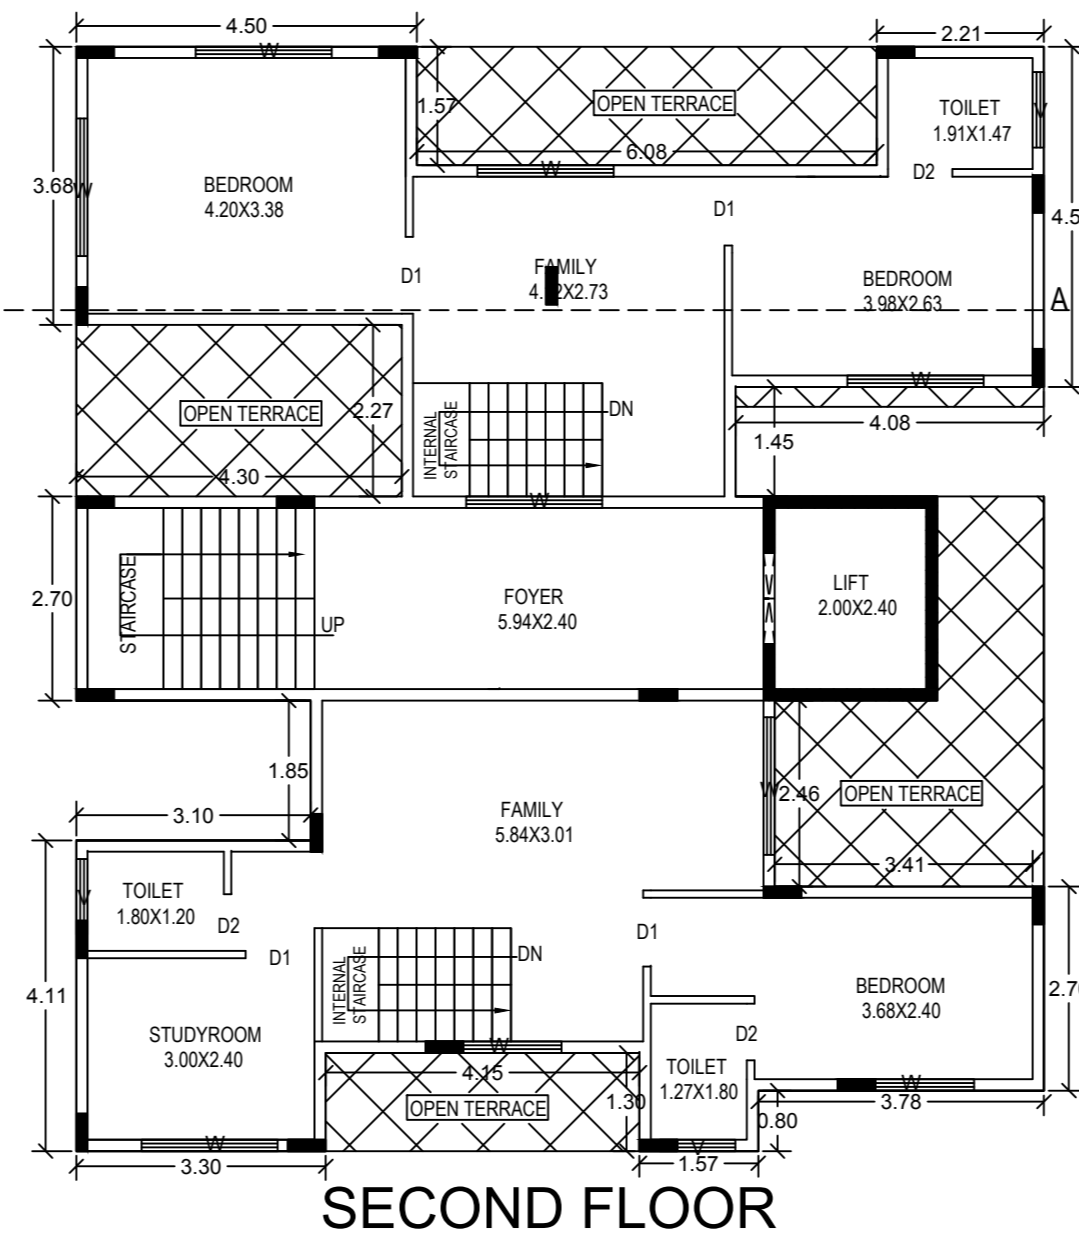 4.50
2.21
W
OPEN TERRACE
1.57
6.08
W
TOILET
1.91X1.47
V
D2
3.68
W
BEDROOM
4.20X3.38
D1
D1
FAMILY
BEDROOM
3.98X2.63
A
W
OPEN TERRACE
2.27
4.30
INTERNAL
STAIRCASE
DN
W
4.08
1.45
2.70
STAIRCASE
UP
FOYER
5.94X2.40
LIFT
2.00X2.40
1.85
3.10
FAMILY
5.84X3.01
W
2.46
OPEN TERRACE
3.41
4.11
TOILET
1.80X1.20
V
D2
D1
INTERNAL
STAIRCASE
DN
D1
BEDROOM
3.68X2.40
STUDYROOM
3.00X2.40
D2
W
TOILET
1.27X1.80
4.15
OPEN TERRACE
1.30
W
3.78
0.80
W
V
3.30
1.57
SECOND FLOOR